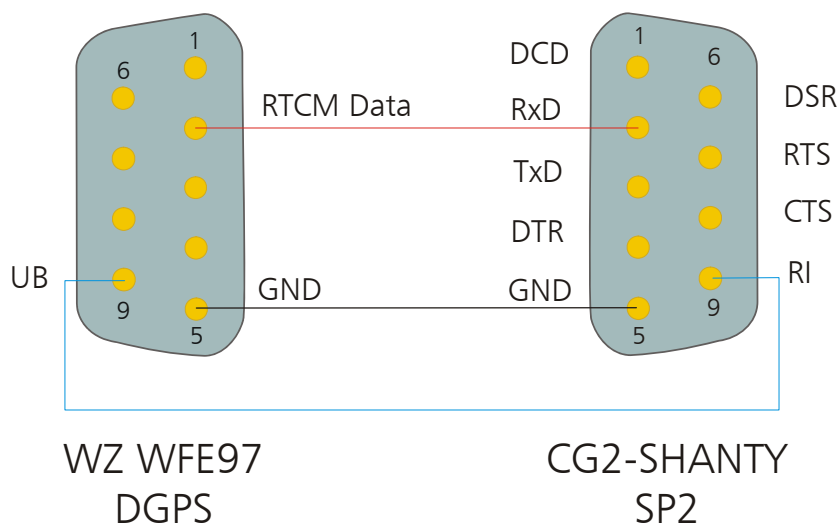 1
6
RTCM Data
UB
9
GND
5
1
6
DCD
RxD
DSR
RTS
TxD
CTS
DTR
RI
GND
9
5
WZ WFE97
DGPS
CG2-SHANTY
SP2